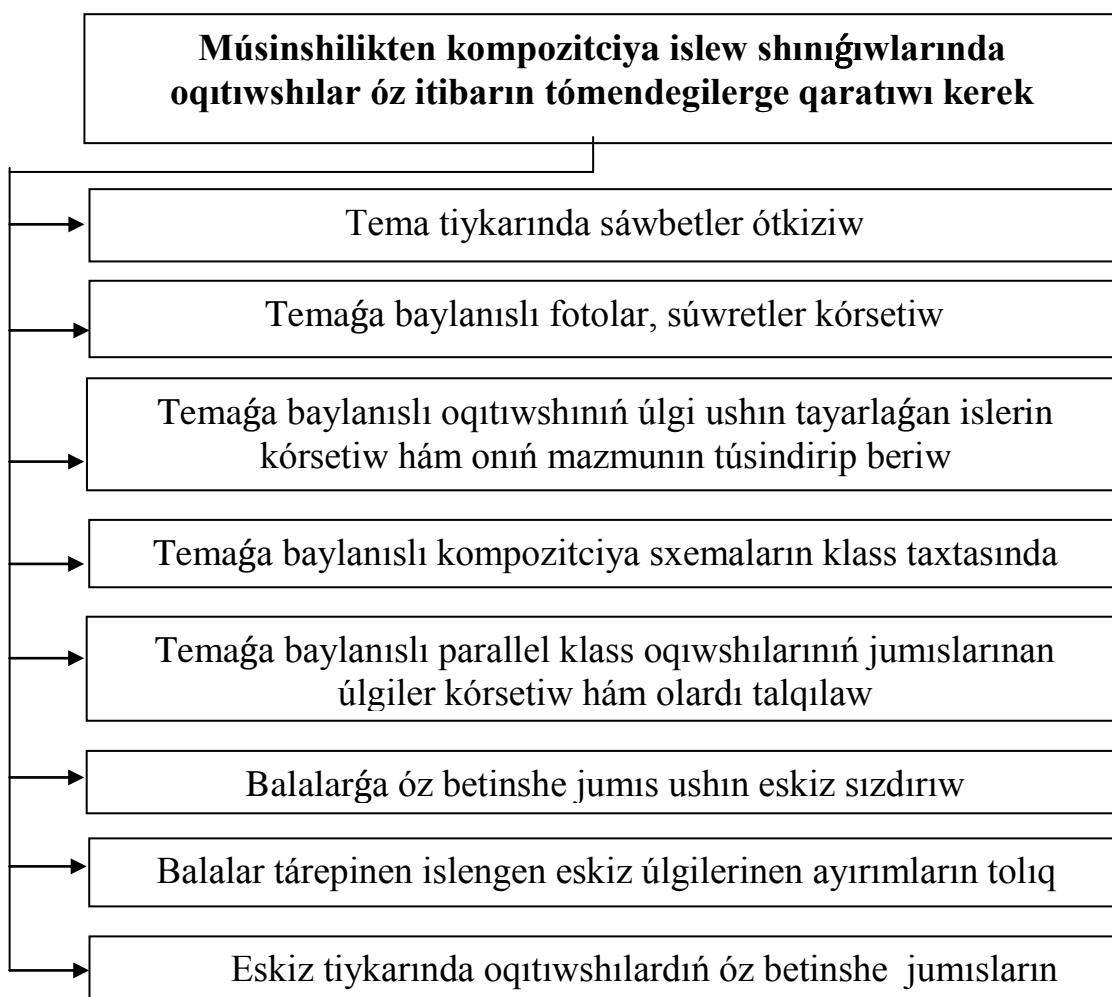 Músinshilikten kompozitciya islew shınıǵıwlarında
oqıtıwshılar óz itibarın tómendegilerge qaratıwı kerek
Tema tiykarında sáwbetler ótkiziw
Temaǵa baylanıslı fotolar, súwretler kórsetiw
Temaǵa baylanıslı oqıtıwshınıń úlgi ushın tayarlaǵan islerin
kórsetiw hám onıń mazmunın túsindirip beriw
Temaǵa baylanıslı kompozitciya sxemaların klass taxtasında
Temaǵa baylanıslı parallel klass oqıwshılarınıń jumıslarınan
úlgiler kórsetiw hám olardı talqılaw
Balalarǵa óz betinshe jumıs ushın eskiz sızdırıw
Balalar tárepinen islengen eskiz úlgilerinen ayırımların tolıq
Eskiz tiykarında oqıtıwshılardıń óz betinshe jumısların